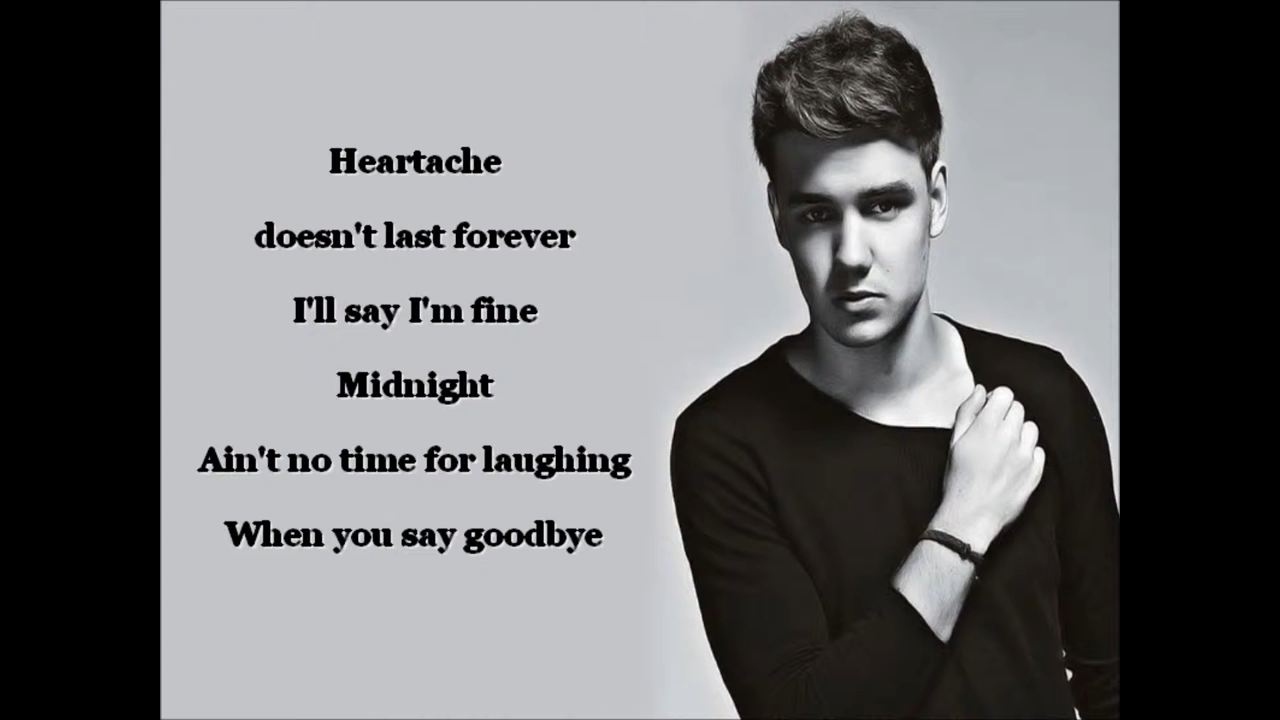 Heartache
doesn't last forever
I'll say I'm fine
Midnight
Ain't no time for laughing
When you say goodbye